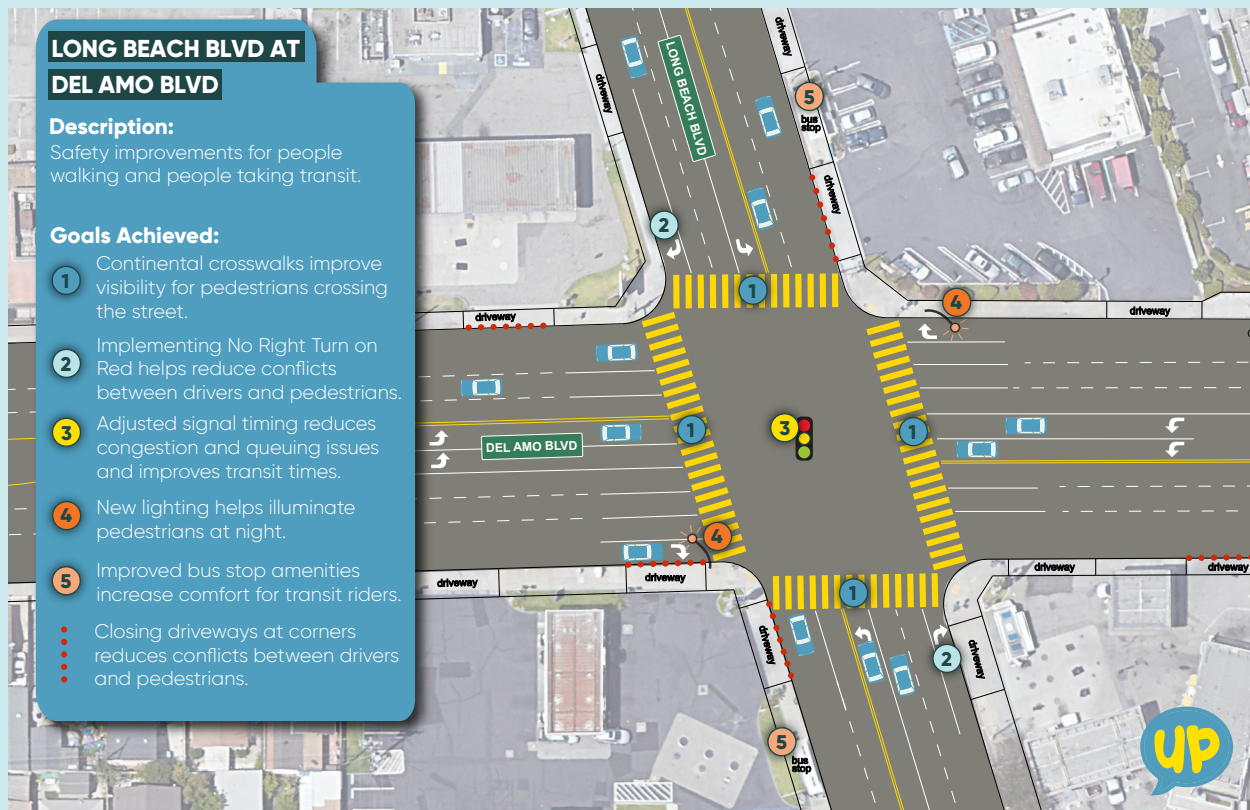 LONG BEACH BLVD AT
DEL AMO BLVD
Description:
Safety improvements for people
walking and people taking transit.
Goals Achieved:
1
Continental crosswalks improve
visibility for pedestrians crossing
the street.
2
Implementing No Right Turn on
Red helps reduce conflicts
between drivers and pedestrians.
3
Adjusted signal timing reduces
congestion and queuing issues
and improves transit times.
4
New lighting helps illuminate
pedestrians at night.
5
Improved bus stop amenities
increase comfort for transit riders.
Closing driveways at corners
reduces conflicts between drivers
and pedestrians.
driveway
driveway
LONG BEACH BLVD
5
bus
stop
driveway
2
1
4
driveway
driveway
1
DEL AMO BLVD
3
1
4
driveway
driveway
driveway
driveway
1
driveway
2
driveway
5
bus
stop
UP